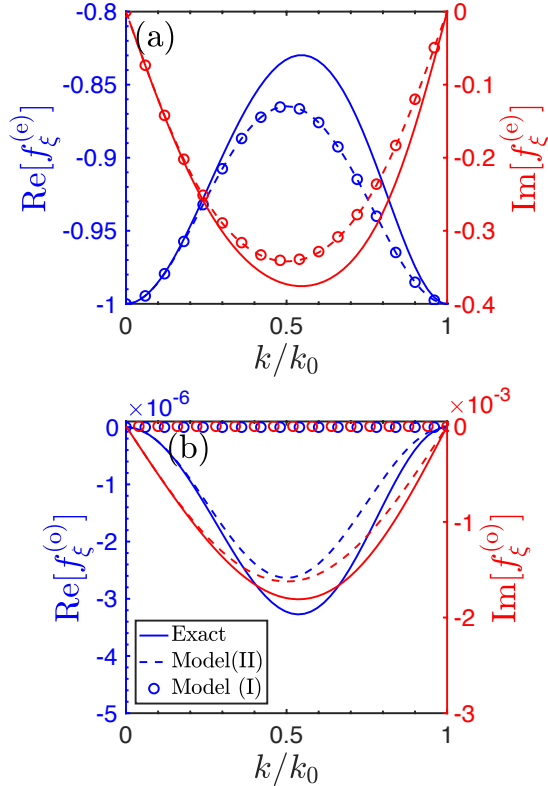 (a)
-0.8
-0.85
-0.9
-0.95
-1
Re[f_ξ^(e)]
0
-0.1
-0.2
-0.3
-0.4
Im[f_ξ^(e)]
0 0.5 1
k/k_0
×10^-6
×10^-3
(b)
0
-1
-2
-3
-4
-5
Re[f_ξ^(o)]
0
-1
-2
-3
Im[f_ξ^(o)]
Exact
Model(II)
Model (I)
0 0.5 1
k/k_0